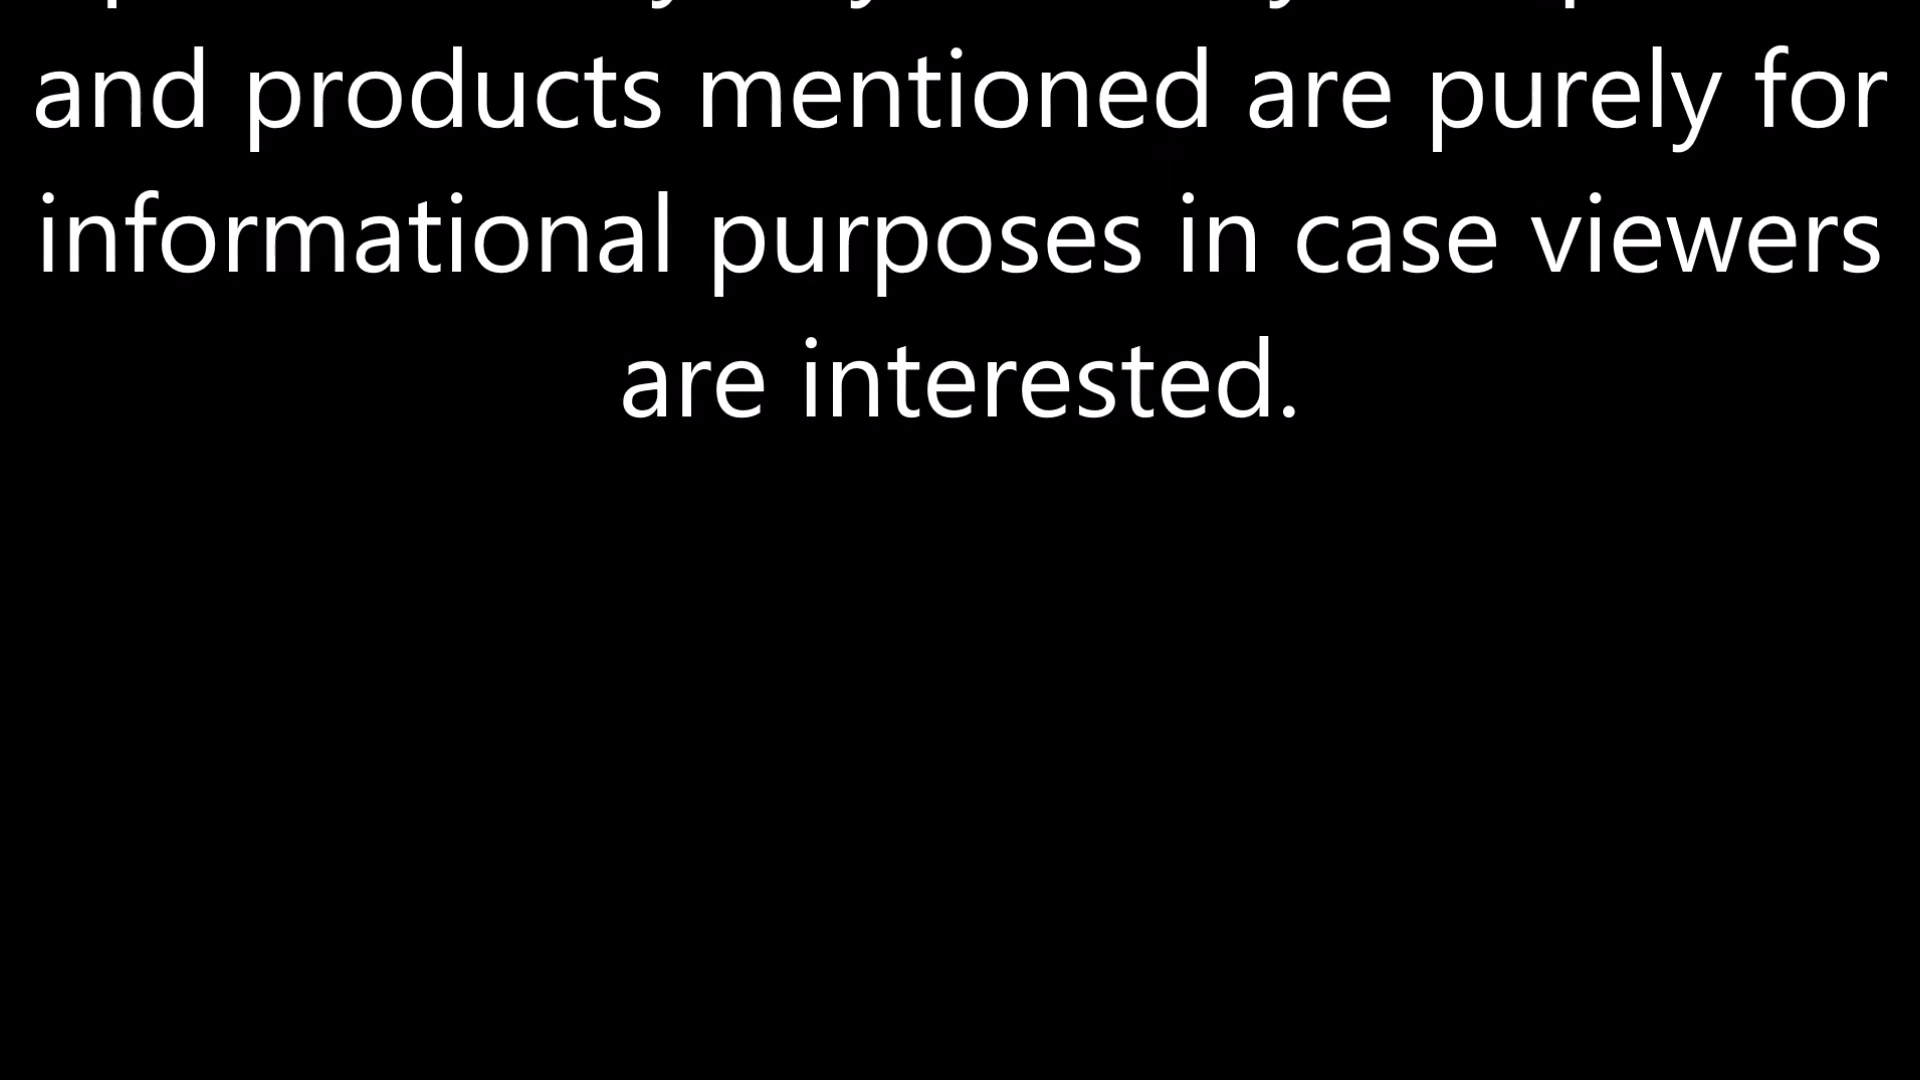 and products mentioned are purely for
informational purposes in case viewers
are interested.